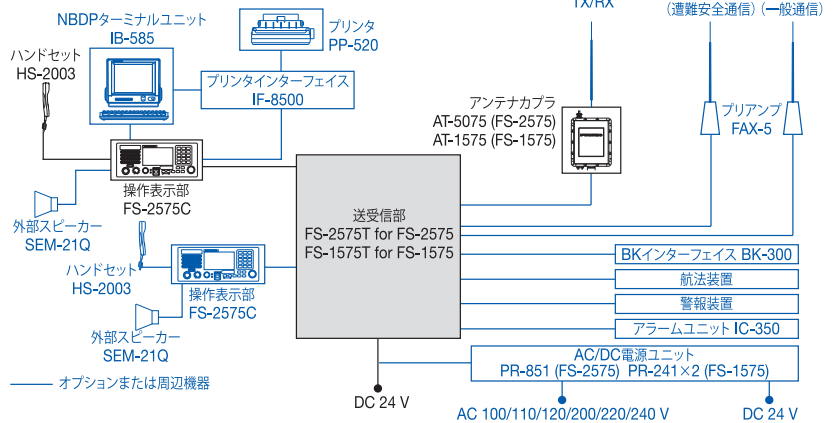 TX/RX
(遭難安全通信) (一般通信)
NBDPターミナルユニット
IB-585
プリンタ
PP-520
ハンドセット
HS-2003
プリンタインターフェイス
IF-8500
アンテナカプラ
AT-5075 (FS-2575)
AT-1575 (FS-1575)
プリアンプ
FAX-5
操作表示部
FS-2575C
外部スピーカー
SEM-21Q
送受信部
FS-2575T for FS-2575
FS-1575T for FS-1575
BKインターフェイス BK-300
航法装置
警報装置
アラームユニット IC-350
ハンドセット
HS-2003
操作表示部
FS-2575C
外部スピーカー
SEM-21Q
AC/DC電源ユニット
PR-851 (FS-2575) PR-241×2 (FS-1575)
オプションまたは周辺機器
DC 24 V
AC 100/110/120/200/220/240 V
DC 24 V